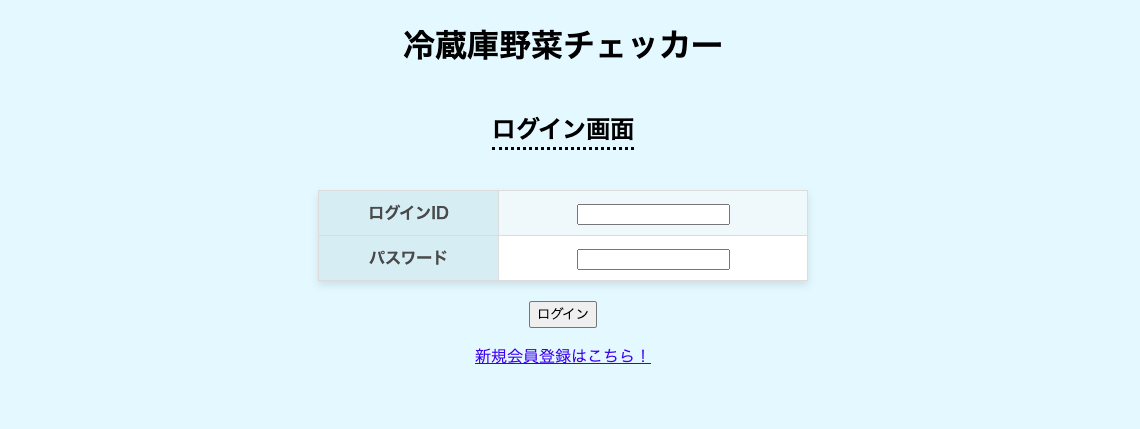 冷蔵庫野菜チェッカー
ログイン画面
ログインID
パスワード
ログイン
新規会員登録はこちら！